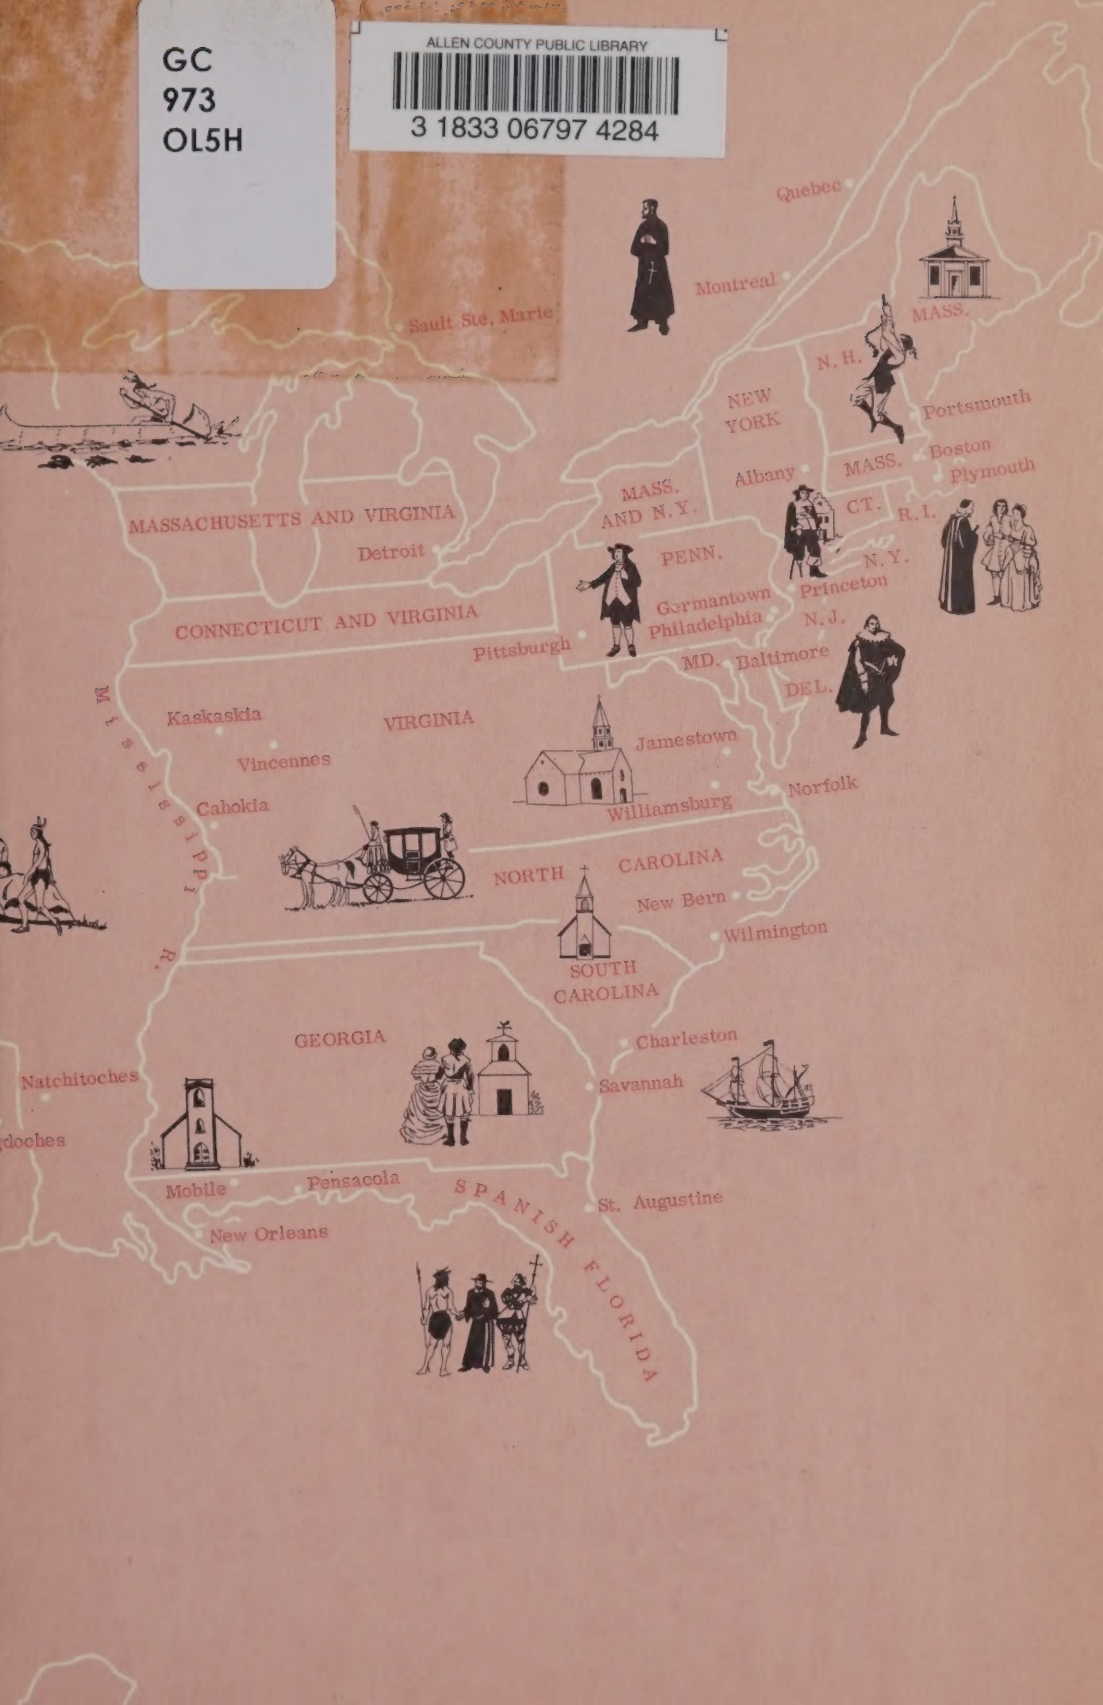 GC
973
OL5H
ALLEN COUNTY PUBLIC LIBRARY
3 1833 06797 4284
Quebec
Montreal
Sault Ste. Marie
MASS.
N. H.
NEW
YORK
Portsmouth
Boston
Albany
MASS.
Plymouth
MASS.
AND N.Y.
CT.
R.I.
MASSACHUSETTS AND VIRGINIA
Detroit
PENN.
N.Y.
Princeton
Germantown
Philadelphia
N.J.
CONNECTICUT AND VIRGINIA
Pittsburgh
MD.
Baltimore
DEL.
Mississippi R.
Kaskaskia
VIRGINIA
Jamestown
Vincennes
Norfolk
Cahokia
Williamsburg
NORTH CAROLINA
New Bern
Wilmington
SOUTH
CAROLINA
GEORGIA
Charleston
Natchitoches
Savannah
doches
Mobile
Pensacola
SPANISH FLORIDA
St. Augustine
New Orleans